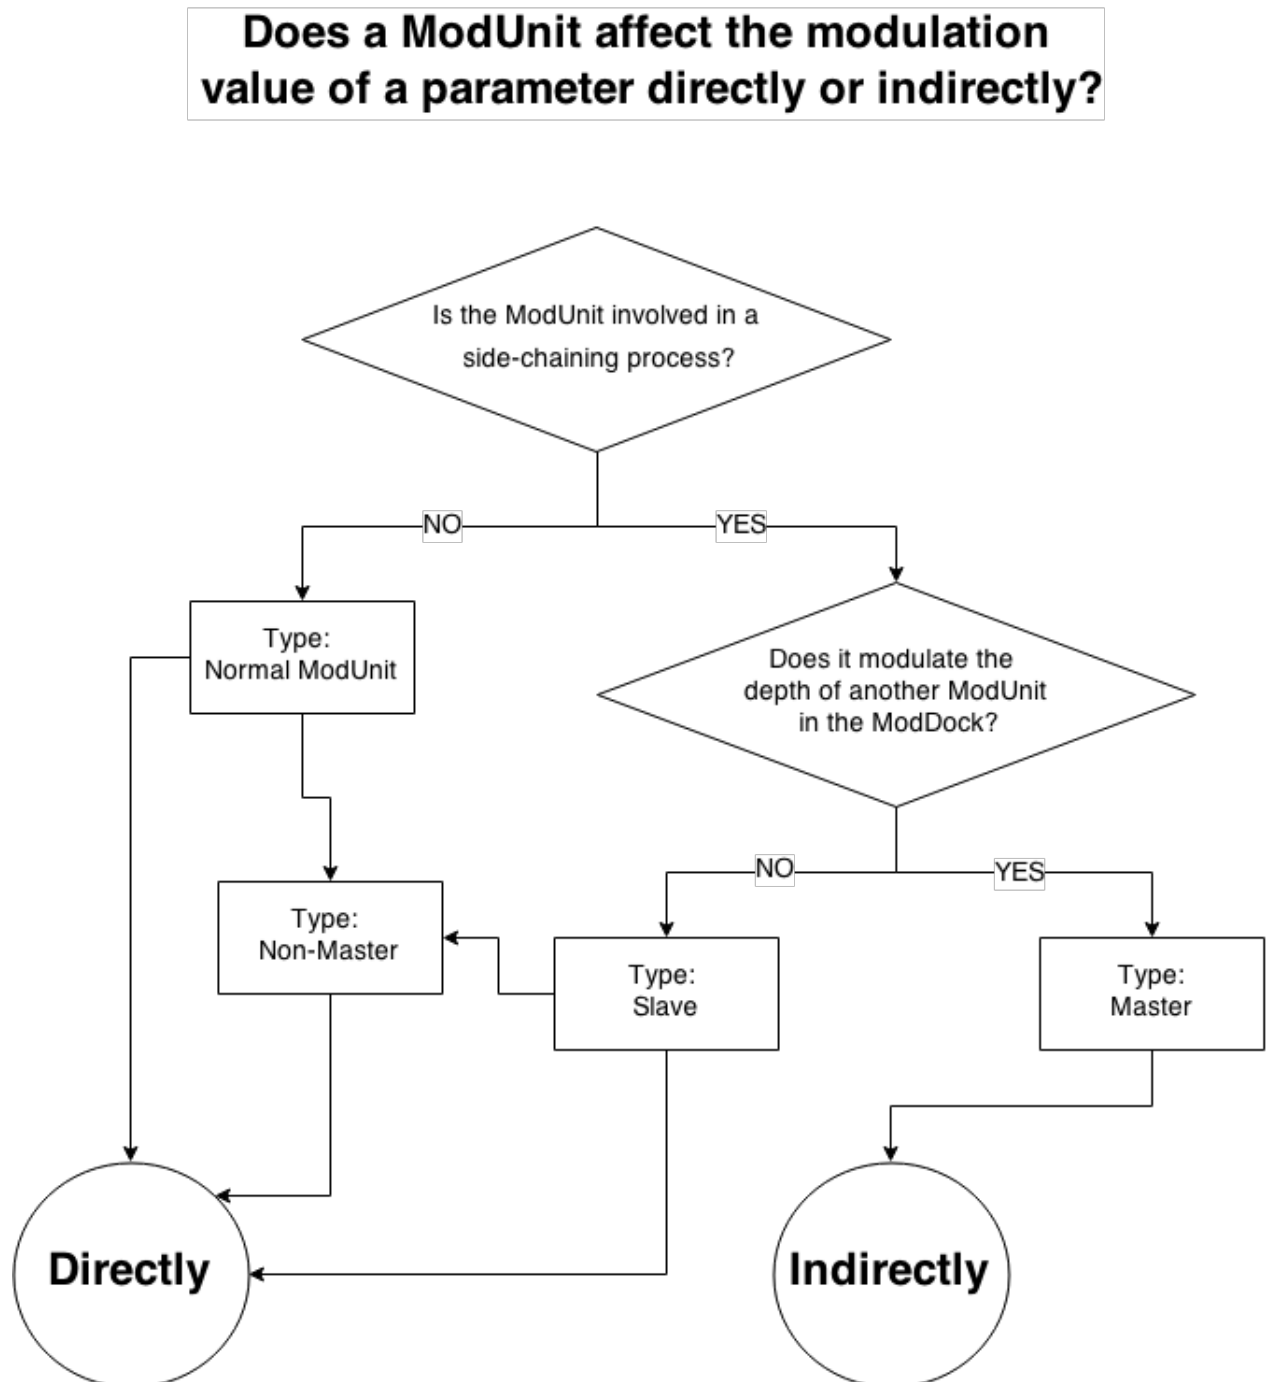 Does a ModUnit affect the modulation
value of a parameter directly or indirectly?
Is the ModUnit involved in a
side-chaining process?
NO
YES
Type:
Normal ModUnit
Does it modulate the
depth of another ModUnit
in the ModDock?
NO
YES
Type:
Non-Master
Type:
Slave
Type:
Master
Directly
Indirectly